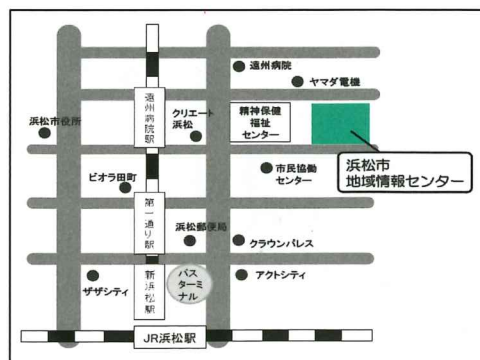 遠州病院
ヤマダ電機
遠州病院駅
クリエート
浜松
精神保健
福祉
センター
浜松市役所
浜松市
地域情報センター
市民協働
センター
ビオラ田町
第一通り駅
浜松郵便局
クラウンパレス
新浜松駅
バス
ターミ
ナル
アクトシティ
ザザシティ
JR浜松駅